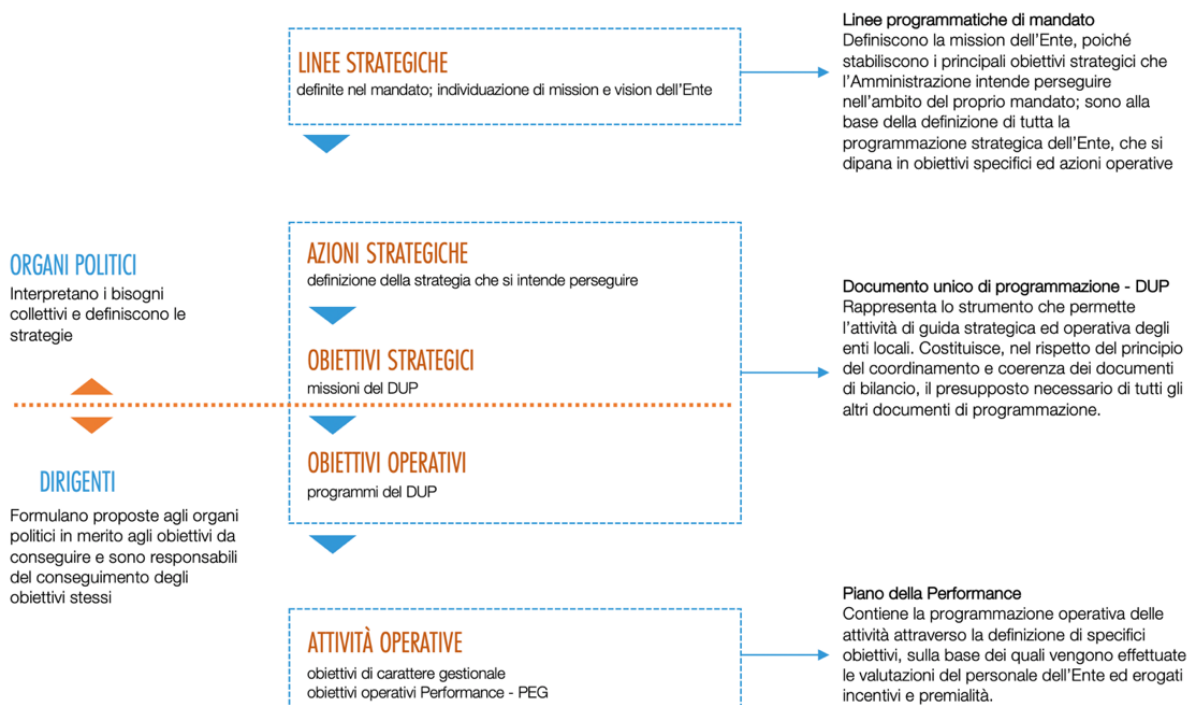 LINEE STRATEGICHE
definite nel mandato; individuazione di mission e vision dell'Ente
Linee programmatiche di mandato
Definiscono la mission dell'Ente, poiché
stabiliscono i principali obiettivi strategici che
l'Amministrazione intende perseguire
nell'ambito del proprio mandato; sono alla
base della definizione di tutta la
programmazione strategica dell'Ente, che si
dipana in obiettivi specifici ed azioni operative
ORGANI POLITICI
Interpretano i bisogni
collettivi e definiscono le
strategie
AZIONI STRATEGICHE
definizione della strategia che si intende perseguire
OBIETTIVI STRATEGICI
missioni del DUP
Documento unico di programmazione - DUP
Rappresenta lo strumento che permette
l'attività di guida strategica ed operativa degli
enti locali. Costituisce, nel rispetto del principio
del coordinamento e coerenza dei documenti
di bilancio, il presupposto necessario di tutti gli
altri documenti di programmazione.
DIRIGENTI
Formulano proposte agli organi
politici in merito agli obiettivi da
conseguire e sono responsabili
del conseguimento degli
obiettivi stessi
OBIETTIVI OPERATIVI
programmi del DUP
ATTIVITÀ OPERATIVE
obiettivi di carattere gestionale
obiettivi operativi Performance - PEG
Piano della Performance
Contiene la programmazione operativa delle
attività attraverso la definizione di specifici
obiettivi, sulla base dei quali vengono effettuate
le valutazioni del personale dell'Ente ed erogati
incentivi e premialità.